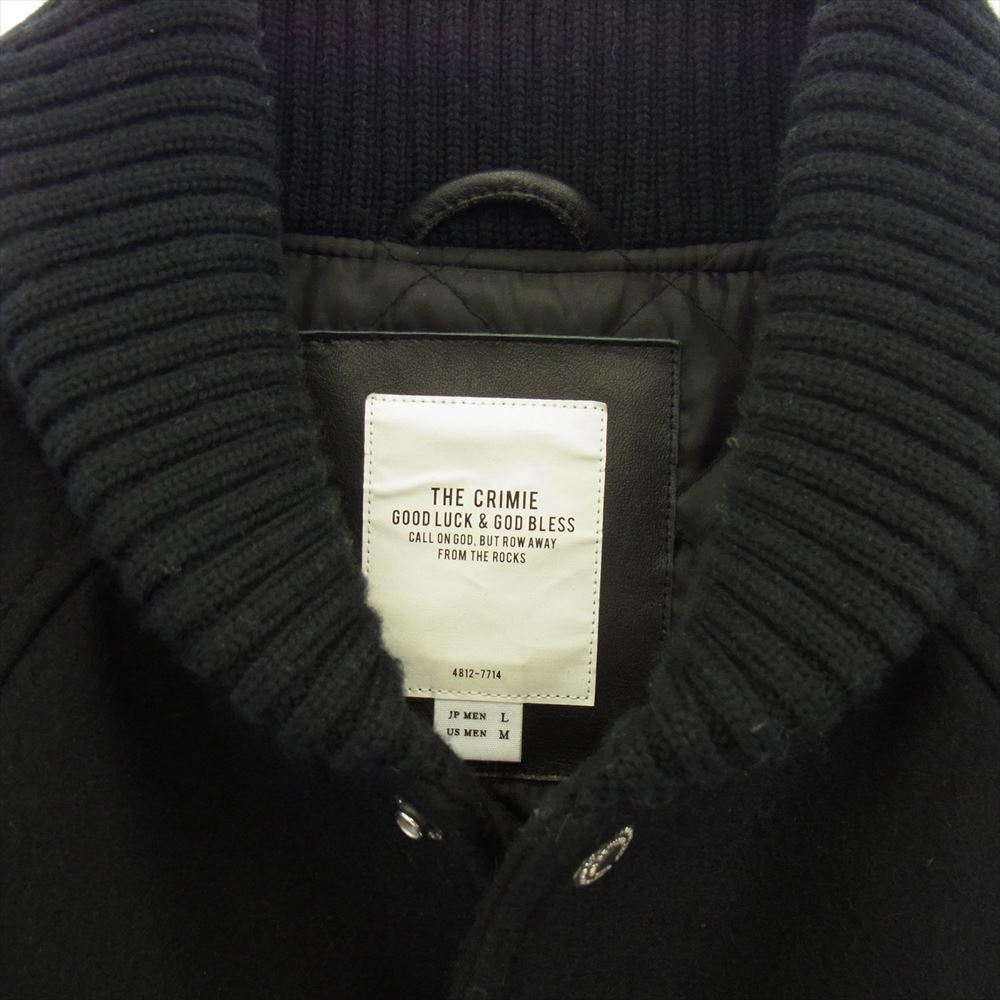 THE CRIMIE
GOOD LUCK & GOD BLESS
CALL ON GOD, BUT ROW AWAY
FROM THE ROCKS
4812-7714
JP MEN L
US MEN M